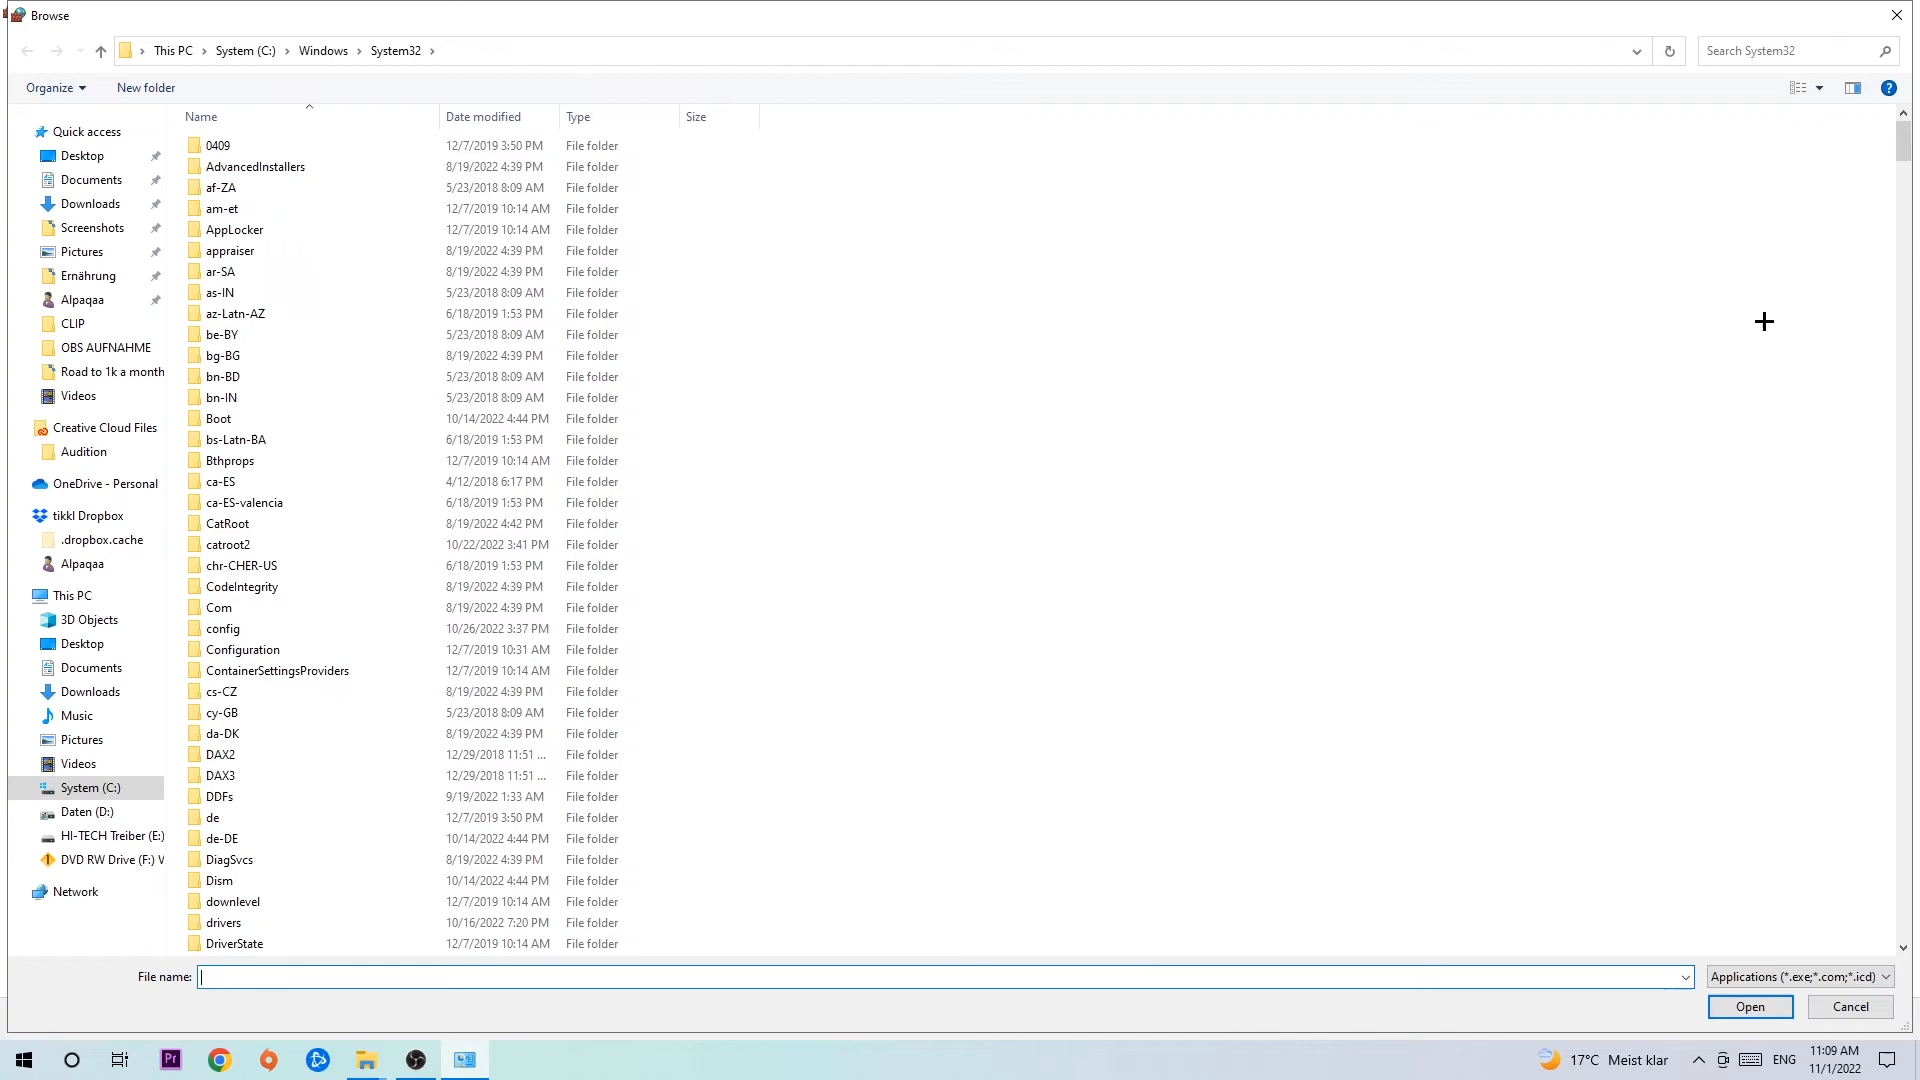 Browse
This PC > System (C:) > Windows > System32 >
Search System32
Organize
New folder
Name Date modified Type Size
Quick access
Desktop
Documents
Downloads
Screenshots
Pictures
Ernährung
Alpaqaa
CLIP
OBS AUFNAHME
Road to 1k a month
Videos
Creative Cloud Files
Audition
OneDrive - Personal
tikkl Dropbox
.dropbox.cache
Alpaqaa
This PC
3D Objects
Desktop
Documents
Downloads
Music
Pictures
Videos
System (C:)
Daten (D:)
HI-TECH Treiber (E:)
DVD RW Drive (F:) V
Network
0409 12/7/2019 3:50 PM File folder
AdvancedInstallers 8/19/2022 4:39 PM File folder
af-ZA 5/23/2018 8:09 AM File folder
am-et 12/7/2019 10:14 AM File folder
AppLocker 12/7/2019 10:14 AM File folder
appraiser 8/19/2022 4:39 PM File folder
ar-SA 8/19/2022 4:39 PM File folder
as-IN 5/23/2018 8:09 AM File folder
az-Latn-AZ 6/18/2019 1:53 PM File folder
be-BY 5/23/2018 8:09 AM File folder
bg-BG 8/19/2022 4:39 PM File folder
bn-BD 5/23/2018 8:09 AM File folder
bn-IN 5/23/2018 8:09 AM File folder
Boot 10/14/2022 4:44 PM File folder
bs-Latn-BA 6/18/2019 1:53 PM File folder
Bthprops 12/7/2019 10:14 AM File folder
ca-ES 4/12/2018 6:17 PM File folder
ca-ES-valencia 6/18/2019 1:53 PM File folder
CatRoot 8/19/2022 4:42 PM File folder
catroot2 10/22/2022 3:41 PM File folder
chr-CHER-US 6/18/2019 1:53 PM File folder
CodeIntegrity 8/19/2022 4:39 PM File folder
Com 8/19/2022 4:39 PM File folder
config 10/26/2022 3:37 PM File folder
Configuration 12/7/2019 10:31 AM File folder
ContainerSettingsProviders 12/7/2019 10:14 AM File folder
cs-CZ 8/19/2022 4:39 PM File folder
cy-GB 5/23/2018 8:09 AM File folder
da-DK 8/19/2022 4:39 PM File folder
DAX2 12/29/2018 11:51 ... File folder
DAX3 12/29/2018 11:51 ... File folder
DDFs 9/19/2022 1:33 AM File folder
de 12/7/2019 3:50 PM File folder
de-DE 10/14/2022 4:44 PM File folder
DiagSvcs 8/19/2022 4:39 PM File folder
Dism 10/14/2022 4:44 PM File folder
downlevel 12/7/2019 10:14 AM File folder
drivers 10/16/2022 7:20 PM File folder
DriverState 12/7/2019 10:14 AM File folder
File name:
Applications (*.exe;*.com;*.icd)
Open
Cancel
Pr
17°C Meist klar
ENG
11:09 AM
11/1/2022